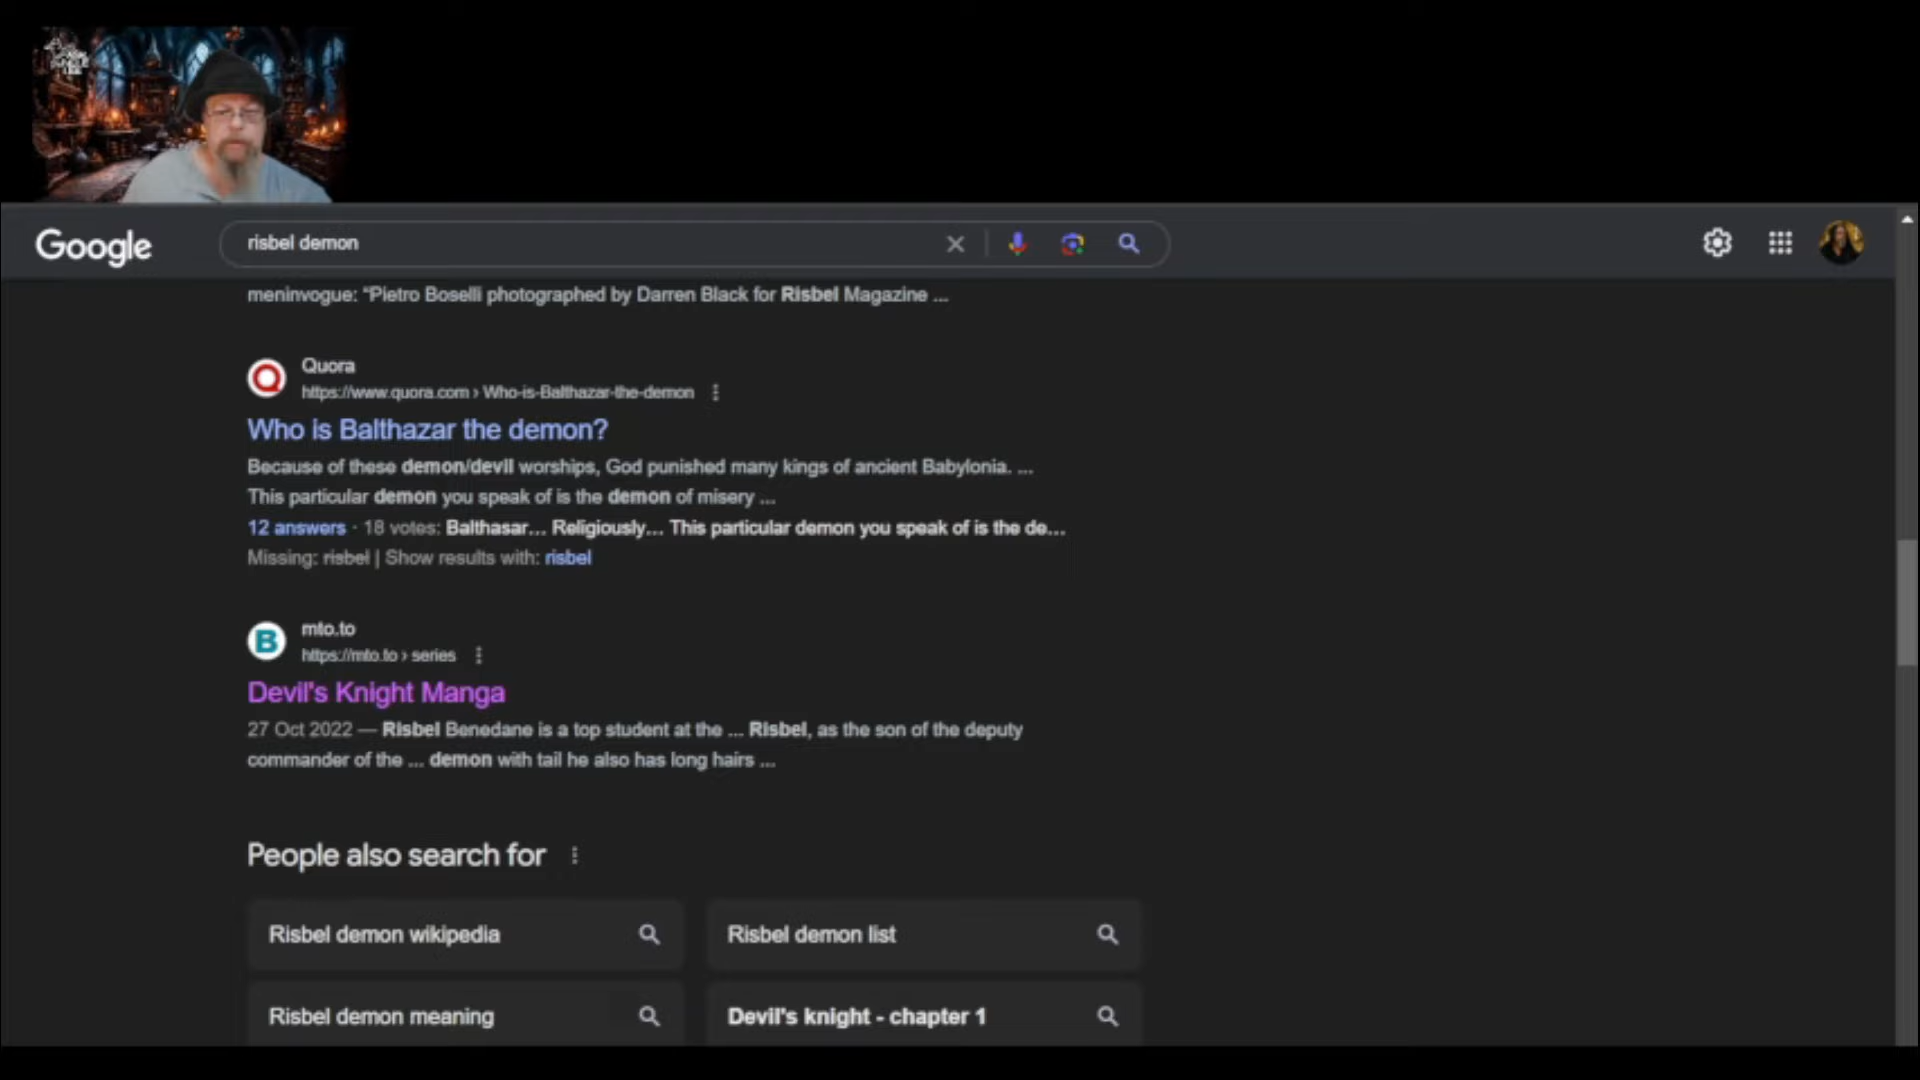 Google
risbel demon
meninvogue: “Pietro Boselli photographed by Darren Black for Risbel Magazine ...
Quora
https://www.quora.com › Who-is-Balthazar-the-demon
Who is Balthazar the demon?
Because of these demon/devil worships, God punished many kings of ancient Babylonia. ...
This particular demon you speak of is the demon of misery ...
12 answers · 18 votes: Balthasar... Religiously... This particular demon you speak of is the de...
Missing: risbel | Show results with: risbel
B
mto.to
https://mto.to › series
Devil's Knight Manga
27 Oct 2022 — Risbel Benedane is a top student at the ... Risbel, as the son of the deputy
commander of the ... demon with tail he also has long hairs ...
People also search for
Risbel demon wikipedia
Risbel demon list
Risbel demon meaning
Devil's knight - chapter 1